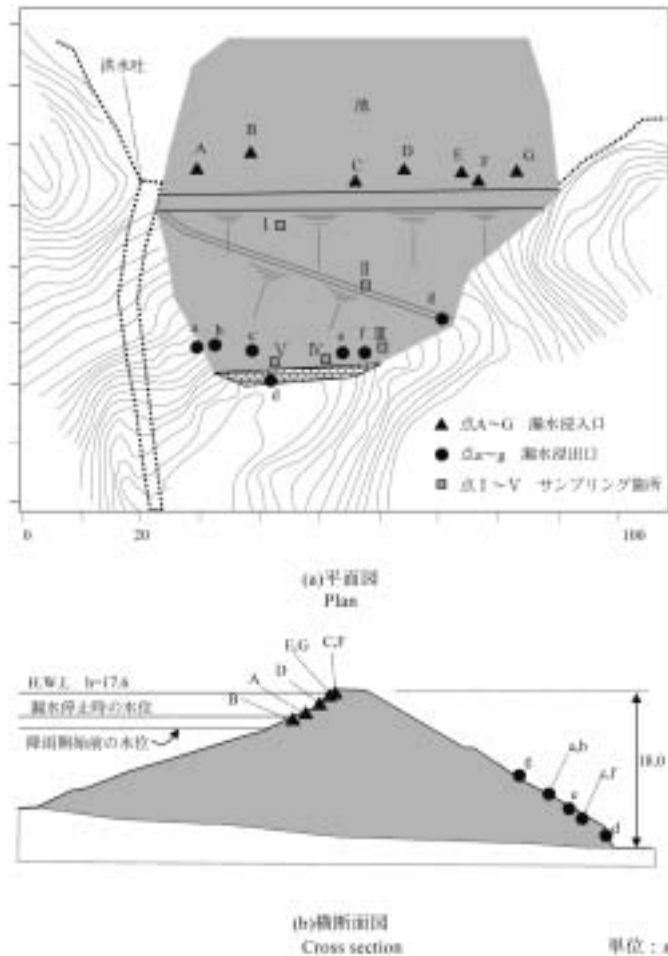 洪水吐
池
A
B
C
D
E
F
G
I
II
g
a
b
c
V
IV
e
f
III
d
▲ 点A～G 漏水浸入口
● 点a～g 漏水浸出口
■ 点I～V サンプリング箇所
0
20
100
(a)平面図
Plan
E,G
C,F
D
A
B
H.W.L h=17.6
漏水停止時の水位
降雨開始前の水位
18.0
g
a,b
d
(b)横断面図
Cross section
単位：